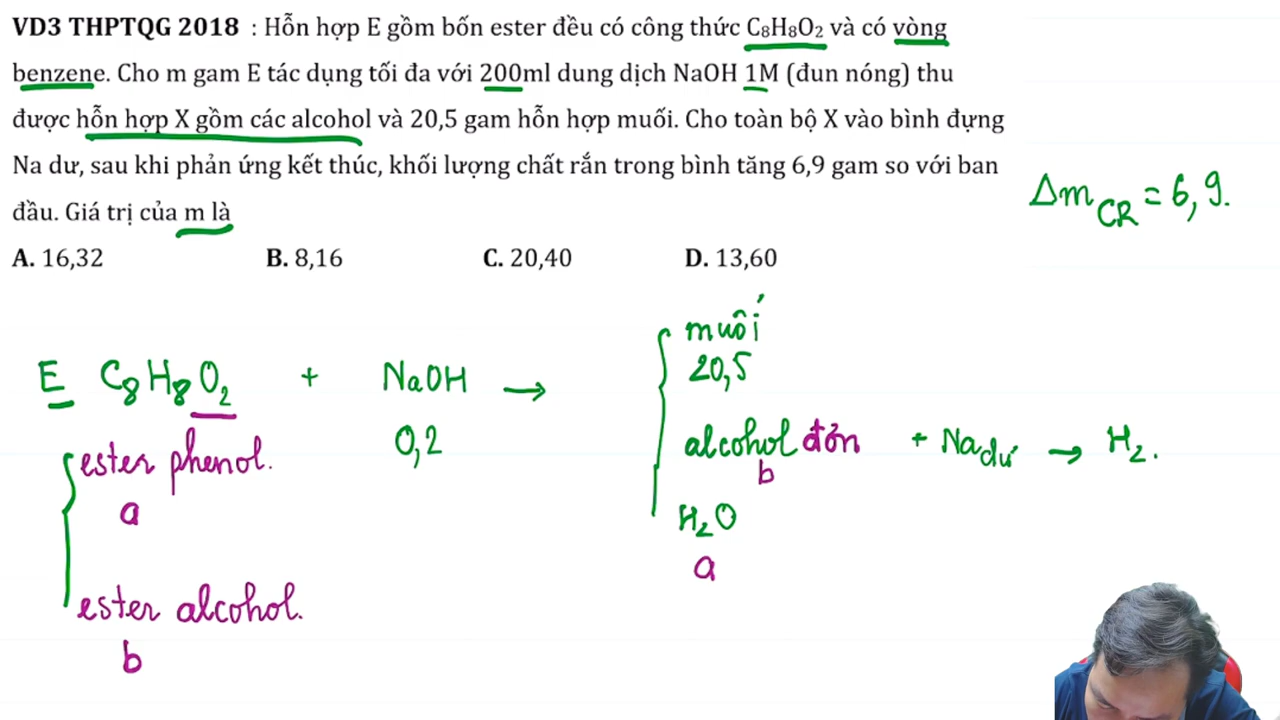 VD3 THPTQG 2018 : Hỗn hợp E gồm bốn ester đều có công thức C₈H₈O₂ và có vòng
benzene. Cho m gam E tác dụng tối đa với 200ml dung dịch NaOH 1M (đun nóng) thu
được hỗn hợp X gồm các alcohol và 20,5 gam hỗn hợp muối. Cho toàn bộ X vào bình đựng
Na dư, sau khi phản ứng kết thúc, khối lượng chất rắn trong bình tăng 6,9 gam so với ban
đầu. Giá trị của m là
Δm CR = 6,9.
A. 16,32 B. 8,16 C. 20,40 D. 13,60
muối
E C₈H₈O₂ + NaOH → 20,5
ester phenol. 0,2 alcohol đơn + Na dư → H₂.
b
a H₂O
a
ester alcohol.
b